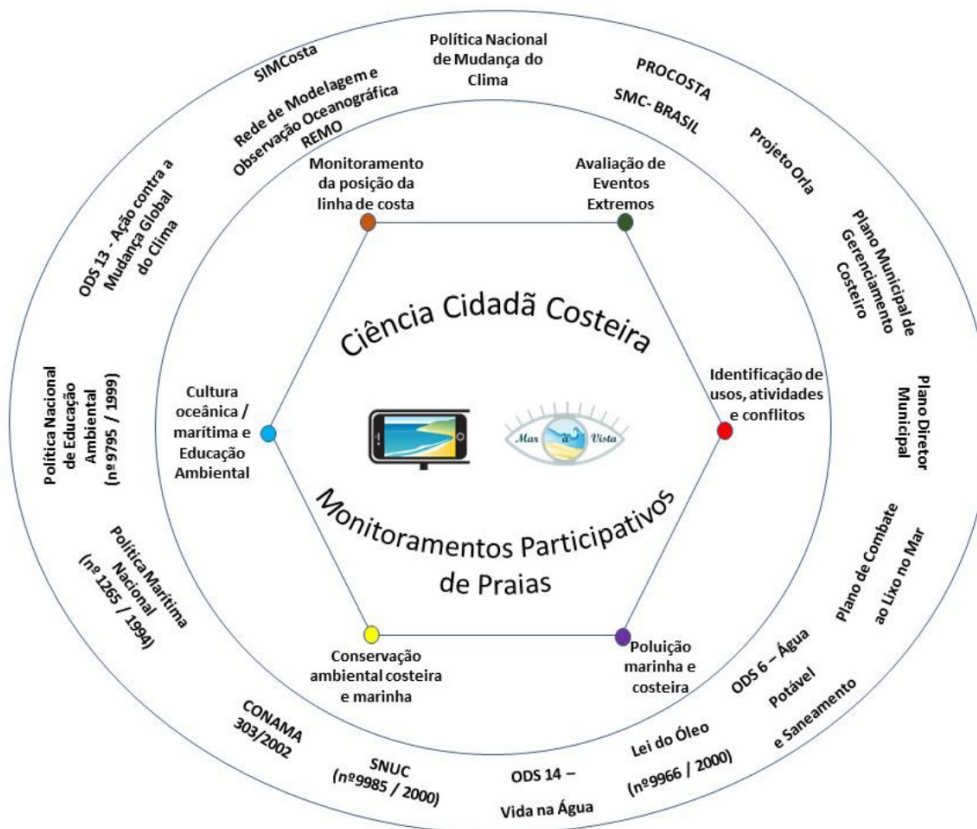 SIMCosta
Rede de Modelagem e
Observação Oceanográfica
REMO
Política Nacional
de Mudança do
Clima
PROCOSTA
SMC- BRASIL
Projeto Orla
Plano Municipal de
Gerenciamento
Costeiro
Plano Diretor
Municipal
Plano de Combate
ao Lixo no Mar
ODS 6 – Água
Potável
e Saneamento
Lei do Óleo
(nº9966 / 2000)
ODS 14 –
Vida na Água
SNUC
(nº9985 / 2000)
CONAMA
303/2002
Política Marítima
Nacional
(nº 1265 / 1994)
Política Nacional
de Educação
Ambiental
(nº9795 / 1999)
ODS 13 - Ação contra a
Mudança Global
do Clima
Monitoramento
da posição da
linha de costa
Avaliação de
Eventos
Extremos
Identificação de
usos, atividades
e conflitos
Poluição
marinha e
costeira
Conservação
ambiental costeira
e marinha
Cultura
oceânica /
marítima e
Educação
Ambiental
Ciência Cidadã Costeira
Mar à Vista
Monitoramentos Participativos
de Praias